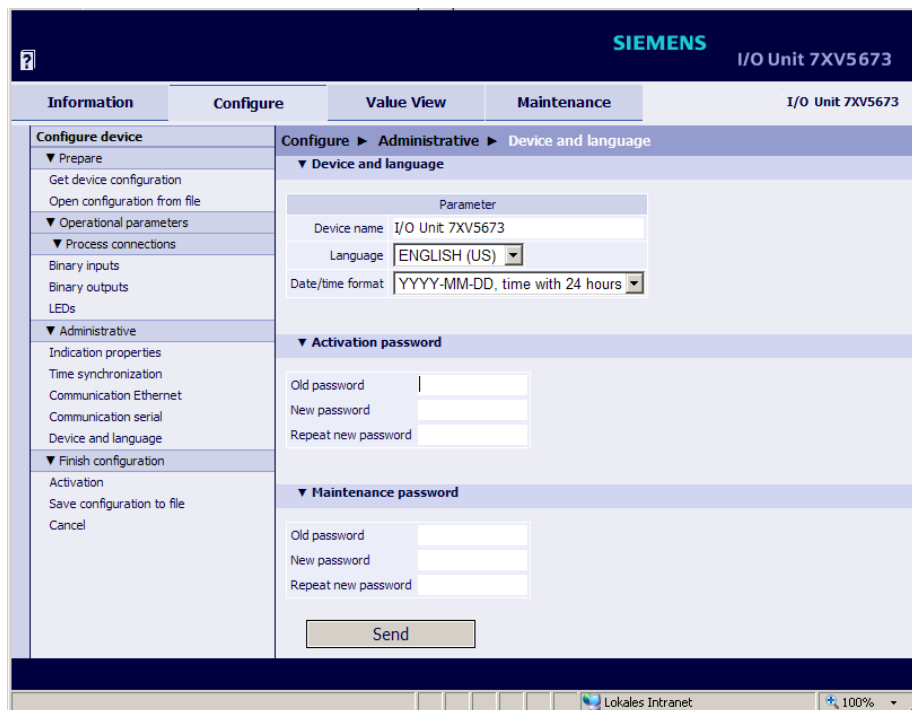 ?
SIEMENS
I/O Unit 7XV5673
Information Configure Value View Maintenance I/O Unit 7XV5673
Configure device
▼ Prepare
Get device configuration
Open configuration from file
▼ Operational parameters
▼ Process connections
Binary inputs
Binary outputs
LEDs
▼ Administrative
Indication properties
Time synchronization
Communication Ethernet
Communication serial
Device and language
▼ Finish configuration
Activation
Save configuration to file
Cancel
Configure ► Administrative ► Device and language
▼ Device and language
Parameter
Device name I/O Unit 7XV5673
Language ENGLISH (US)
Date/time format YYYY-MM-DD, time with 24 hours
▼ Activation password
Old password
New password
Repeat new password
▼ Maintenance password
Old password
New password
Repeat new password
Send
Lokales Intranet 100%